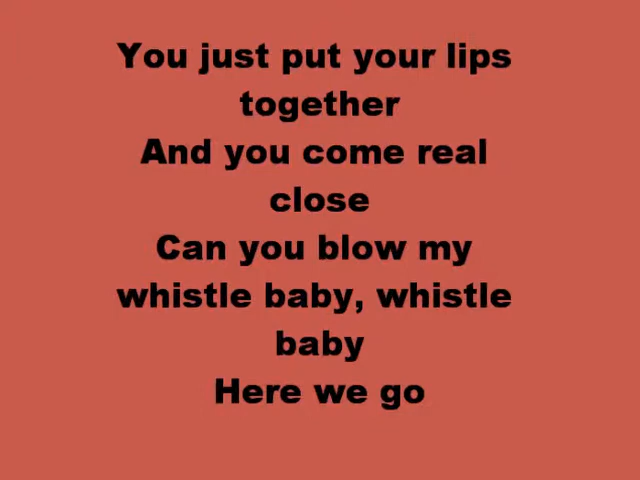 You just put your lips
together
And you come real
close
Can you blow my
whistle baby, whistle
baby
Here we go